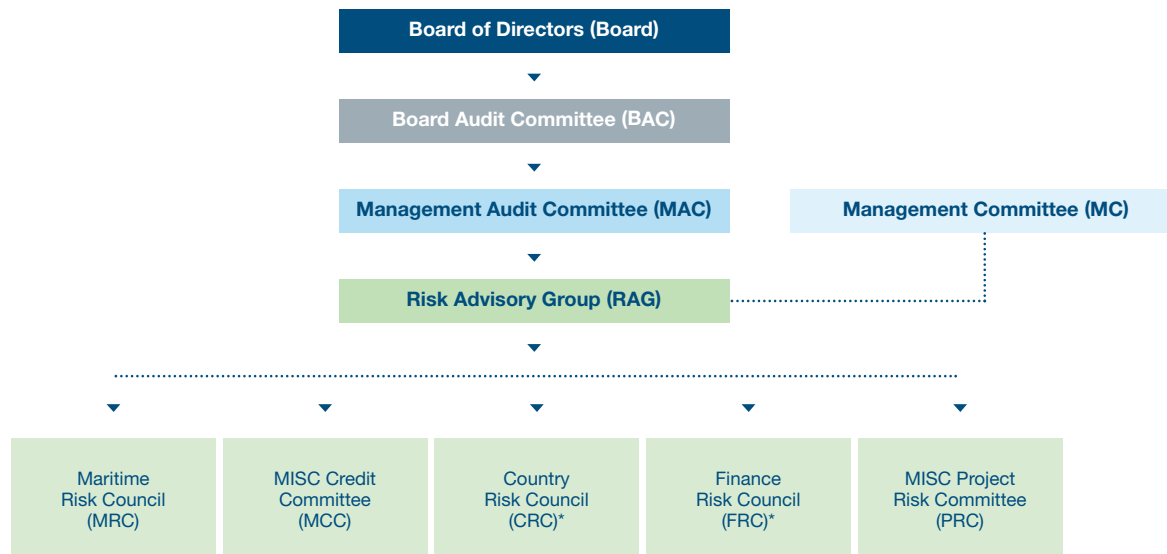 Board of Directors (Board)
Board Audit Committee (BAC)
Management Audit Committee (MAC)
Management Committee (MC)
Risk Advisory Group (RAG)
Maritime
Risk Council
(MRC)
MISC Credit
Committee
(MCC)
Country
Risk Council
(CRC)*
Finance
Risk Council
(FRC)*
MISC Project
Risk Committee
(PRC)